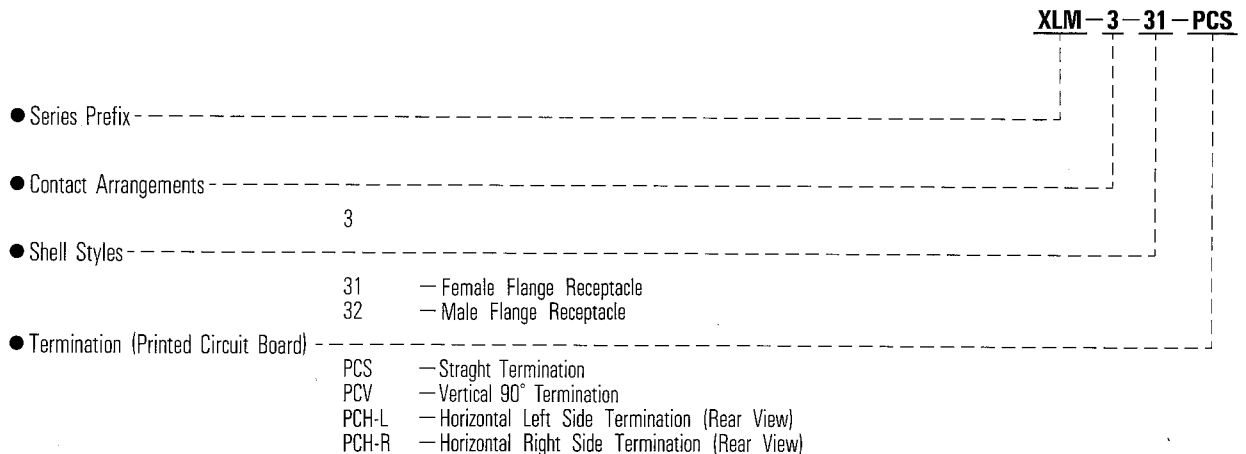 XLM-3-31-PCS
● Series Prefix
● Contact Arrangements
3
● Shell Styles
31 — Female Flange Receptacle
32 — Male Flange Receptacle
● Termination (Printed Circuit Board)
PCS — Straght Termination
PCV — Vertical 90° Termination
PCH-L — Horizontal Left Side Termination (Rear View)
PCH-R — Horizontal Right Side Termination (Rear View)